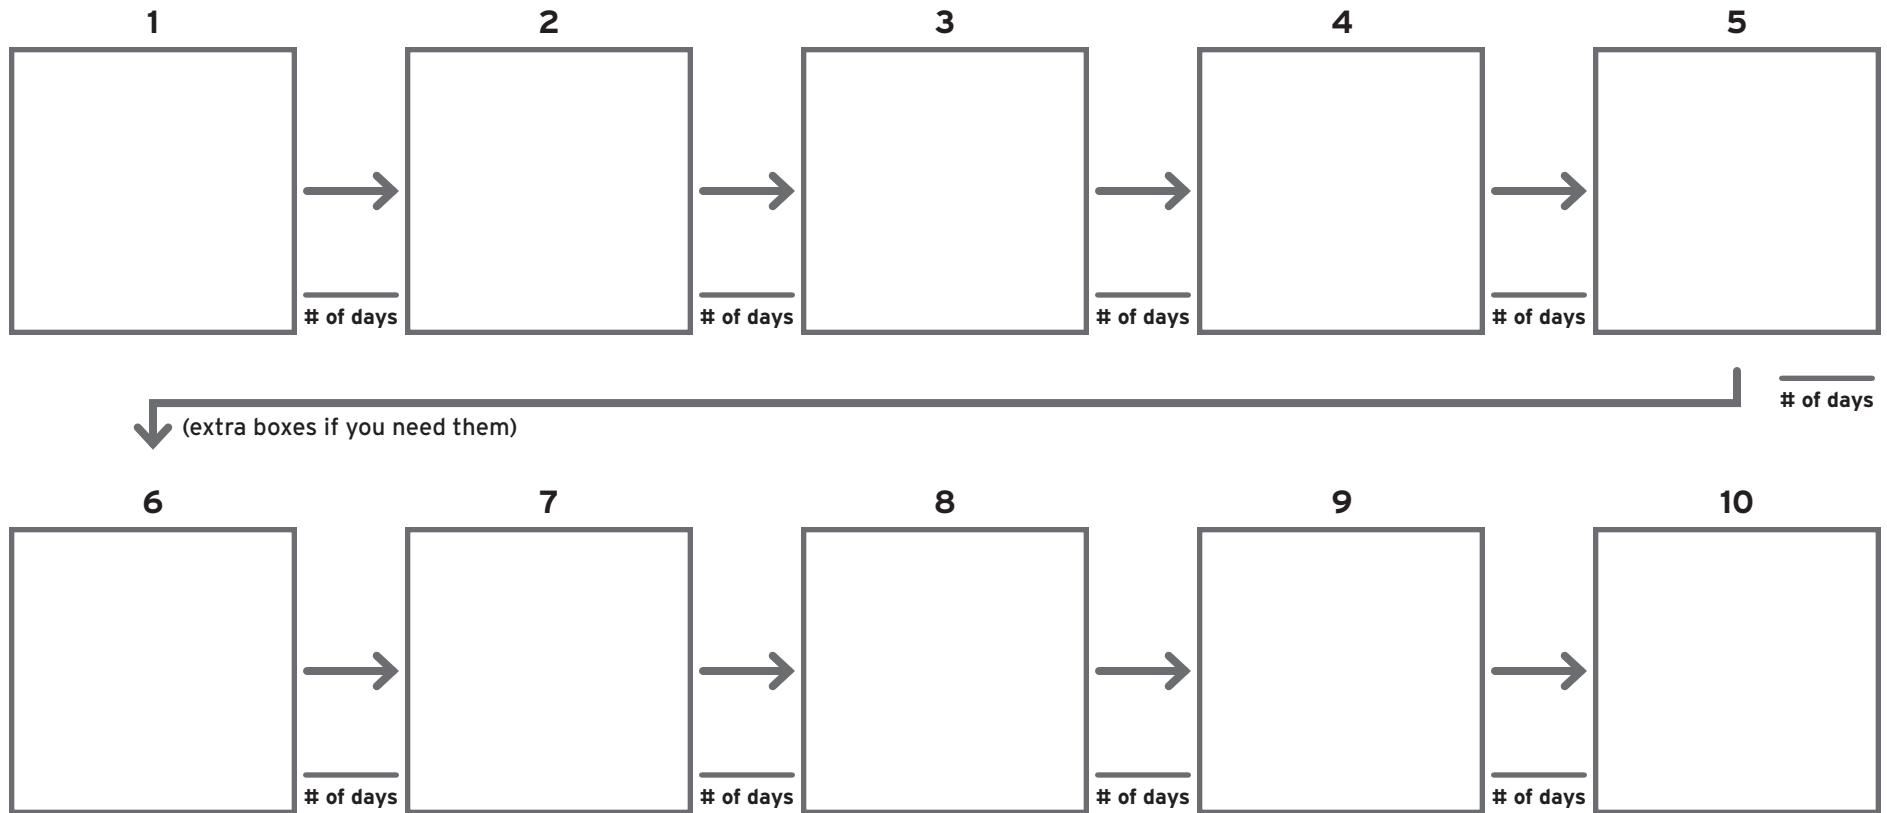 1 2 3 4 5
# of days # of days # of days # of days
# of days
(extra boxes if you need them)
6 7 8 9 10
# of days # of days # of days # of days